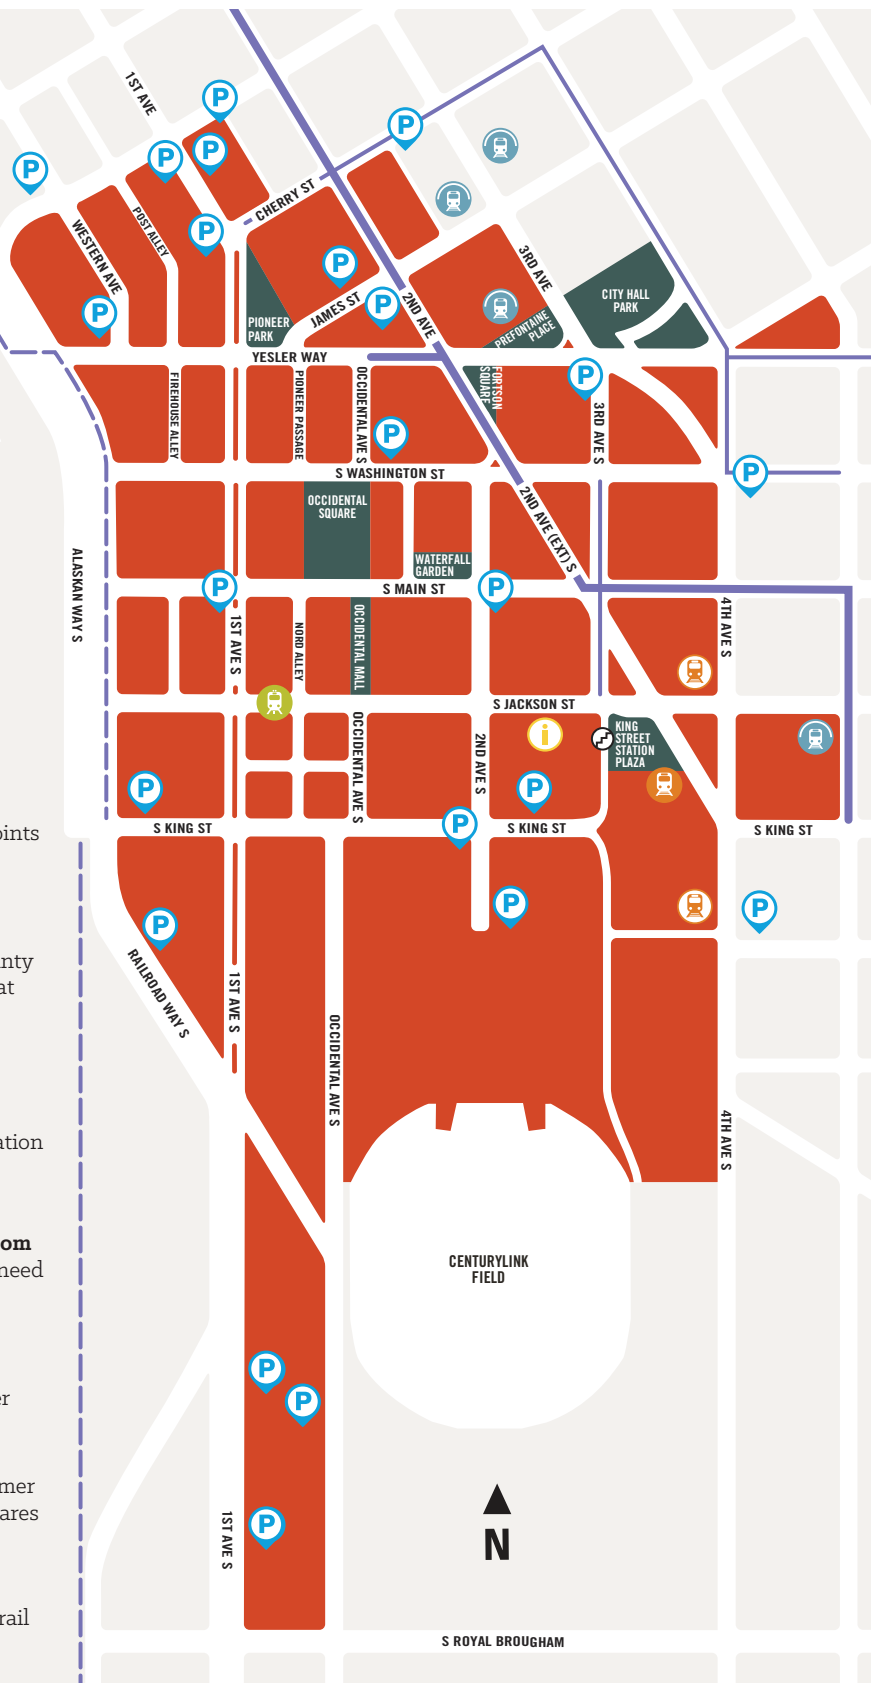 1ST AVE
P
P
P
P
P
P
CHERRY ST
WESTERN AVE
POST ALLEY
P
P
P
P
JAMES ST
2ND AVE
3RD AVE
CITY HALL
PARK
PIONEER
PARK
PREFONTAINE
PLACE
YESLER WAY
FIREHOUSE ALLEY
PIONEER PASSAGE
OCCIDENTAL AVE S
FORTSON
SQUARE
P
3RD AVE S
P
P
S WASHINGTON ST
OCCIDENTAL
SQUARE
WATERFALL
GARDEN
2ND AVE (EXT) S
ALASKAN WAY S
P
P
S MAIN ST
1ST AVE S
NORD ALLEY
OCCIDENTAL MALL
4TH AVE S
S JACKSON ST
i
KING
STREET
STATION
PLAZA
OCCIDENTAL AVE S
2ND AVE S
P
P
P
S KING ST
S KING ST
S KING ST
oints
P
P
P
RAILROAD WAY S
1ST AVE S
OCCIDENTAL AVE S
nty
at
4TH AVE S
ation
om
need
CENTURYLINK
FIELD
P
P
er
mer
ares
P
1ST AVE S
N
rail
S ROYAL BROUGHAM